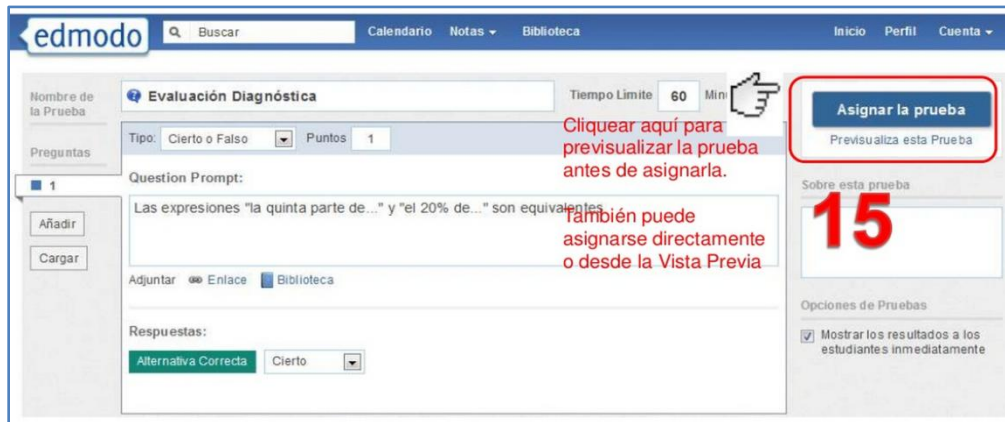 edmodo
Buscar
Calendario Notas Biblioteca
Inicio Perfil Cuenta
Nombre de
la Prueba
Preguntas
1
Añadir
Cargar
Evaluación Diagnóstica
Tiempo Limite 60
Tipo: Cierto o Falso Puntos 1
Question Prompt:
Las expresiones "la quinta parte de..." y "el 20% de..." son equivalentes
Adjuntar Enlace Biblioteca
Respuestas:
Alternativa Correcta Cierto
Cliquear aquí para
previsualizar la prueba
antes de asignarla.
También puede
asignarse directamente
o desde la Vista Previa
Asignar la prueba
Previsualiza esta Prueba
Sobre esta prueba
15
Opciones de Pruebas
Mostrar los resultados a los
estudiantes inmediatamente